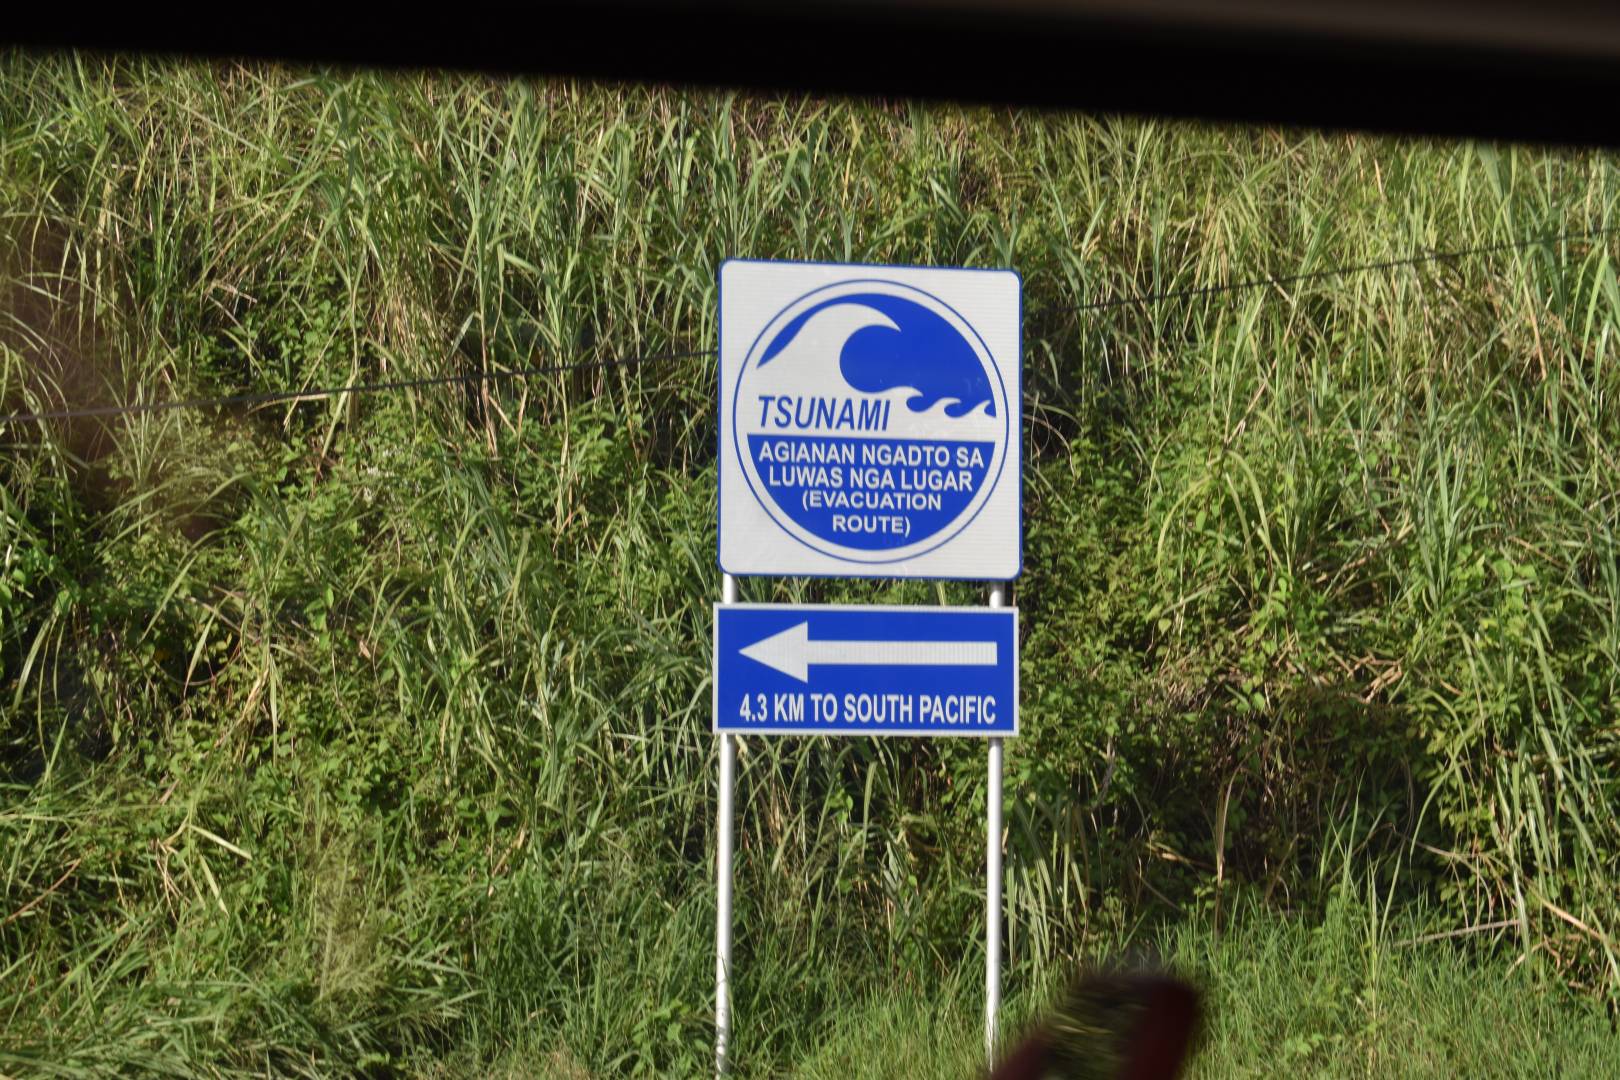 TSUNAMI
AGIANAN NGADTO SA
LUWAS NGA LUGAR
(EVACUATION
ROUTE)
4.3 KM TO SOUTH PACIFIC